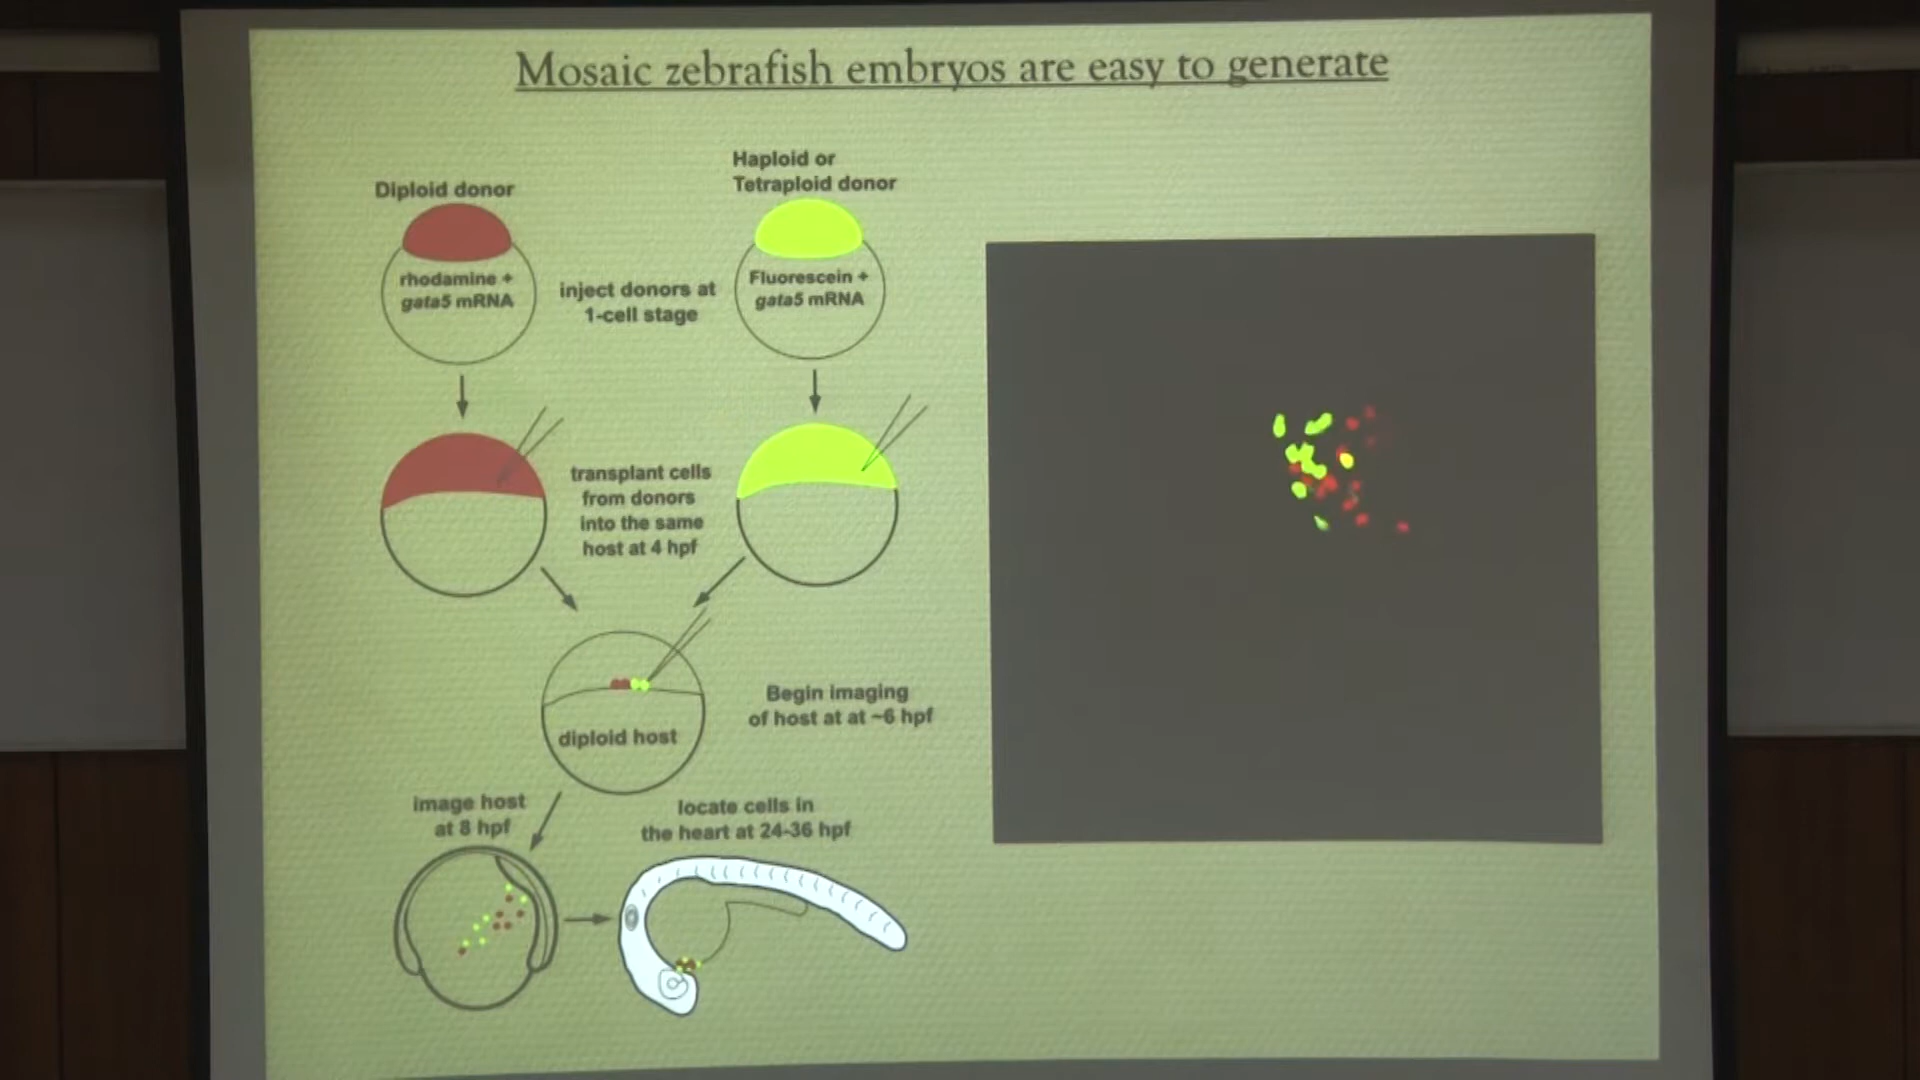 Mosaic zebrafish embryos are easy to generate
Diploid donor
Haploid or
Tetraploid donor
rhodamine +
gata5 mRNA
inject donors at
1-cell stage
Fluorescein +
gata5 mRNA
transplant cells
from donors
into the same
host at 4 hpf
diploid host
Begin imaging
of host at at ~6 hpf
image host
at 8 hpf
locate cells in
the heart at 24-36 hpf